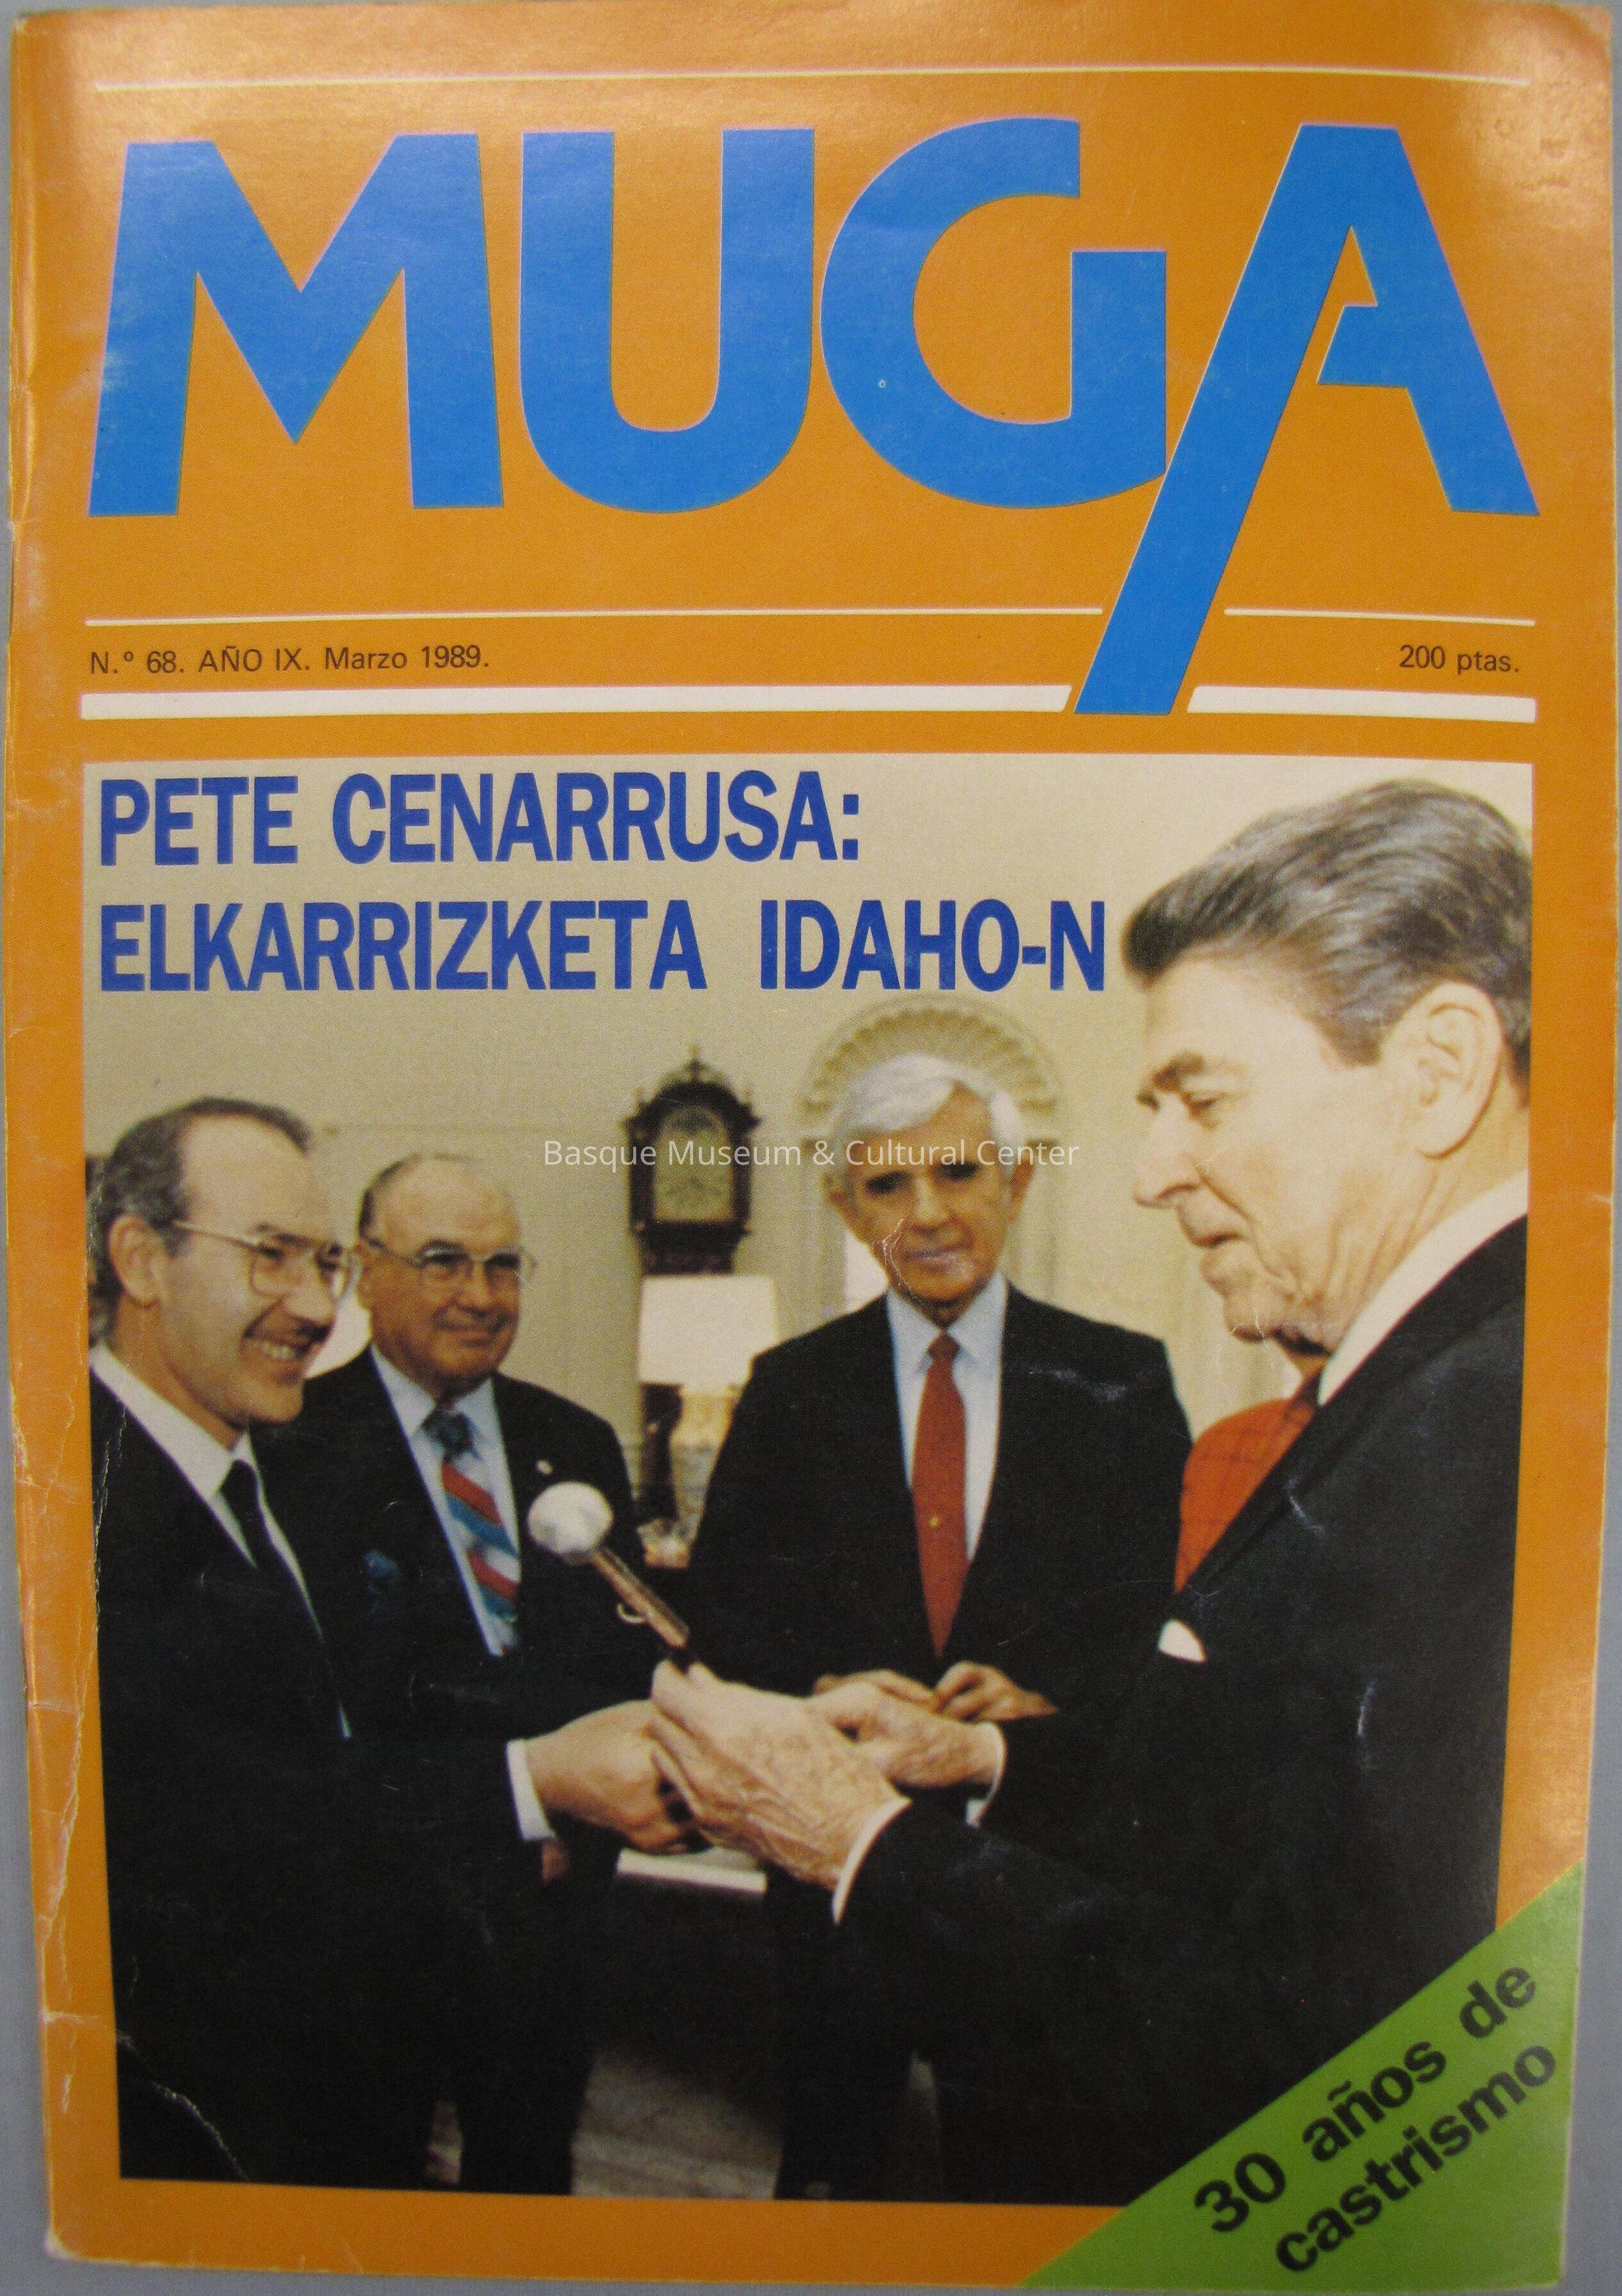 MUGA
N.º 68. AÑO IX. Marzo 1989.
200 ptas.
PETE CENARRUSA:
ELKARRIZKETA IDAHO-N
Basque Museum & Cultural Center
30 años de
castrismo